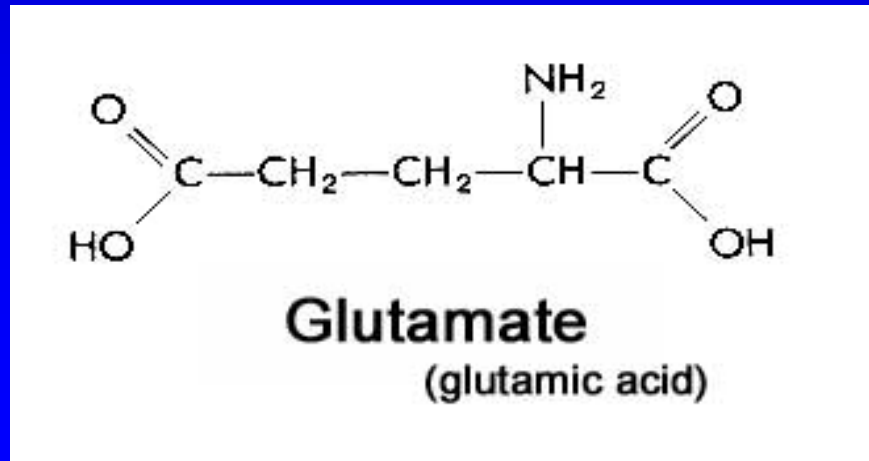 NH₂
O O
C—CH₂—CH₂—CH—C
HO OH
Glutamate
(glutamic acid)